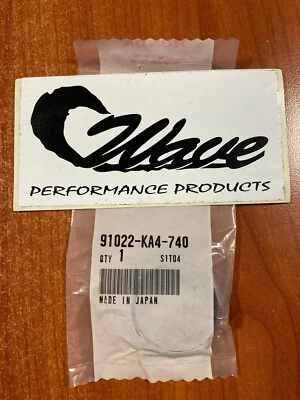 Wave
PERFORMANCE PRODUCTS
91022-KA4-740
QTY 1 S1T04
MADE IN JAPAN